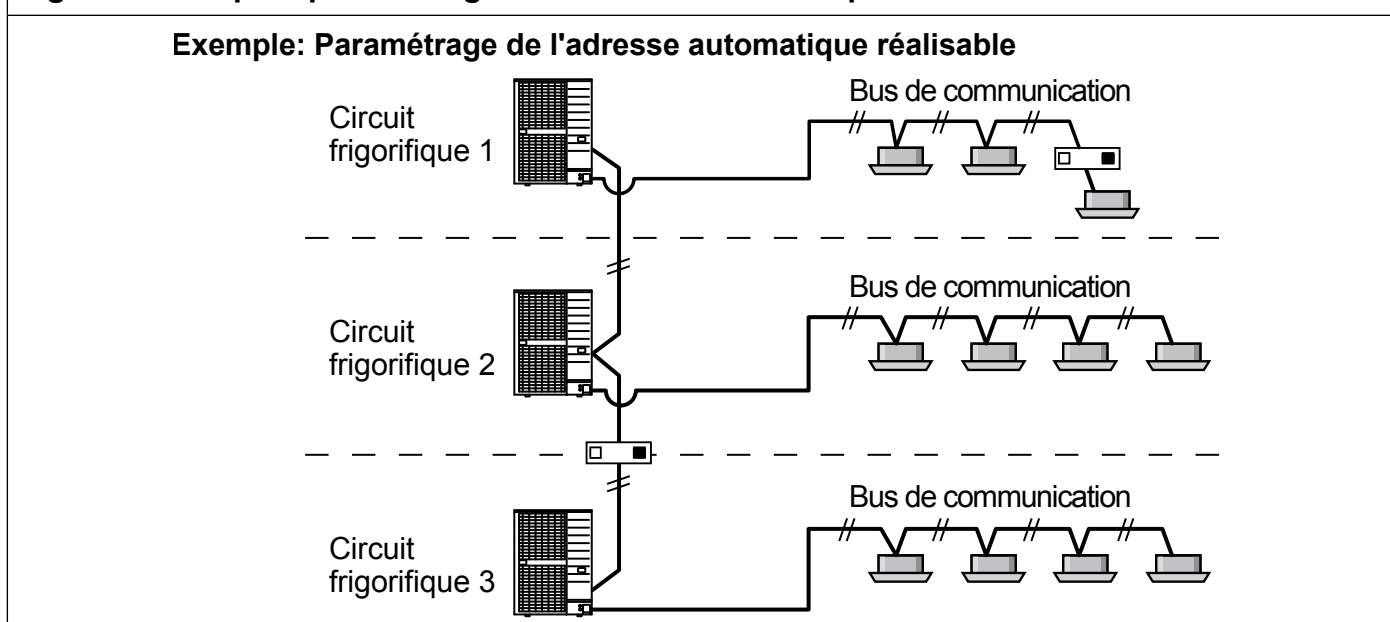 Exemple: Paramétrage de l'adresse automatique réalisable
Circuit
frigorifique 1
Bus de communication
Circuit
frigorifique 2
Bus de communication
Circuit
frigorifique 3
Bus de communication